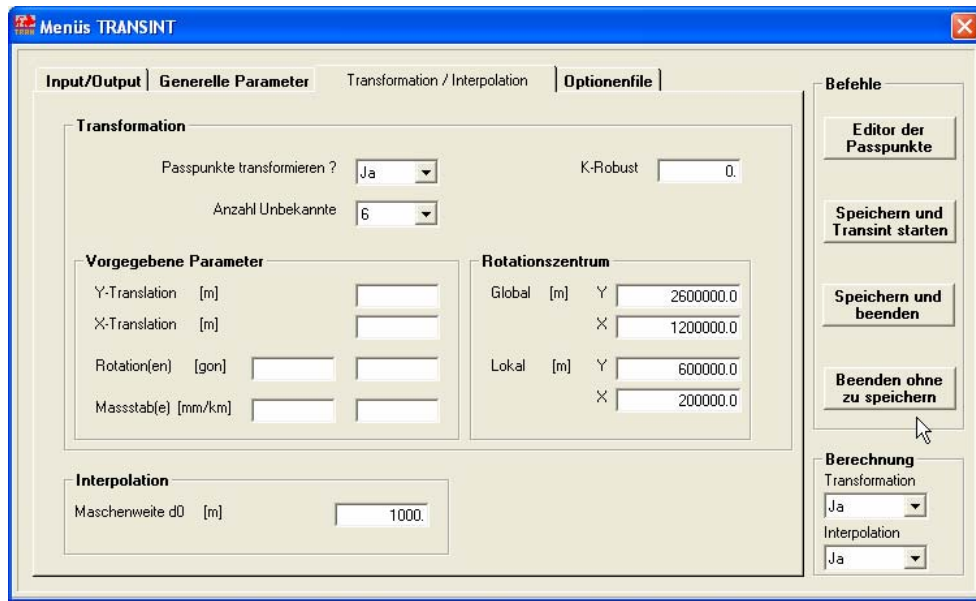 Menüs TRANSINT
Input/Output
Generelle Parameter
Transformation / Interpolation
Optionenfile
Transformation
Passpunkte transformieren ?
Ja
K-Robust
0.
Anzahl Unbekannte
6
Vorgegebene Parameter
Y-Translation [m]
X-Translation [m]
Rotation(en) [gon]
Massstab(e) [mm/km]
Rotationszentrum
Global [m] Y 2600000.0
X 1200000.0
Lokal [m] Y 600000.0
X 200000.0
Interpolation
Maschenweite d0 [m] 1000.
Befehle
Editor der
Passpunkte
Speichern und
Transint starten
Speichern und
beenden
Beenden ohne
zu speichern
Berechnung
Transformation
Ja
Interpolation
Ja